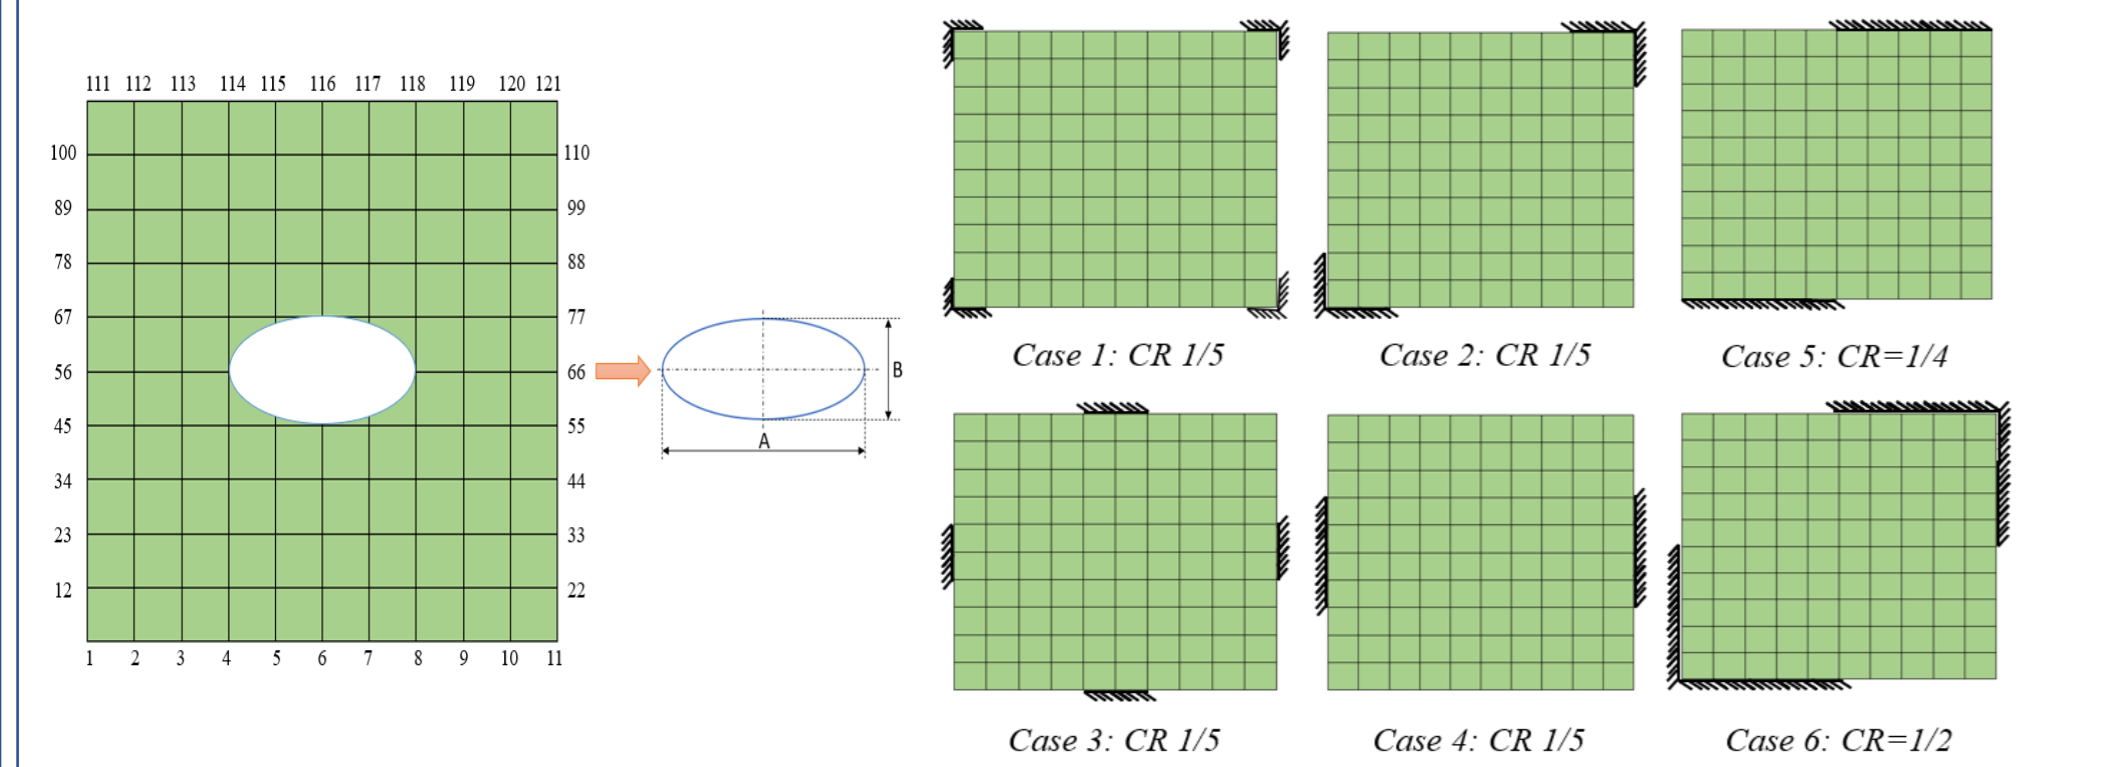 111 112 113 114 115 116 117 118 119 120 121
100 110
89 99
78 88
67 77
56 66
45 55
34 44
23 33
12 22
1 2 3 4 5 6 7 8 9 10 11
B
A
Case 1: CR 1/5
Case 2: CR 1/5
Case 5: CR=1/4
Case 3: CR 1/5
Case 4: CR 1/5
Case 6: CR=1/2